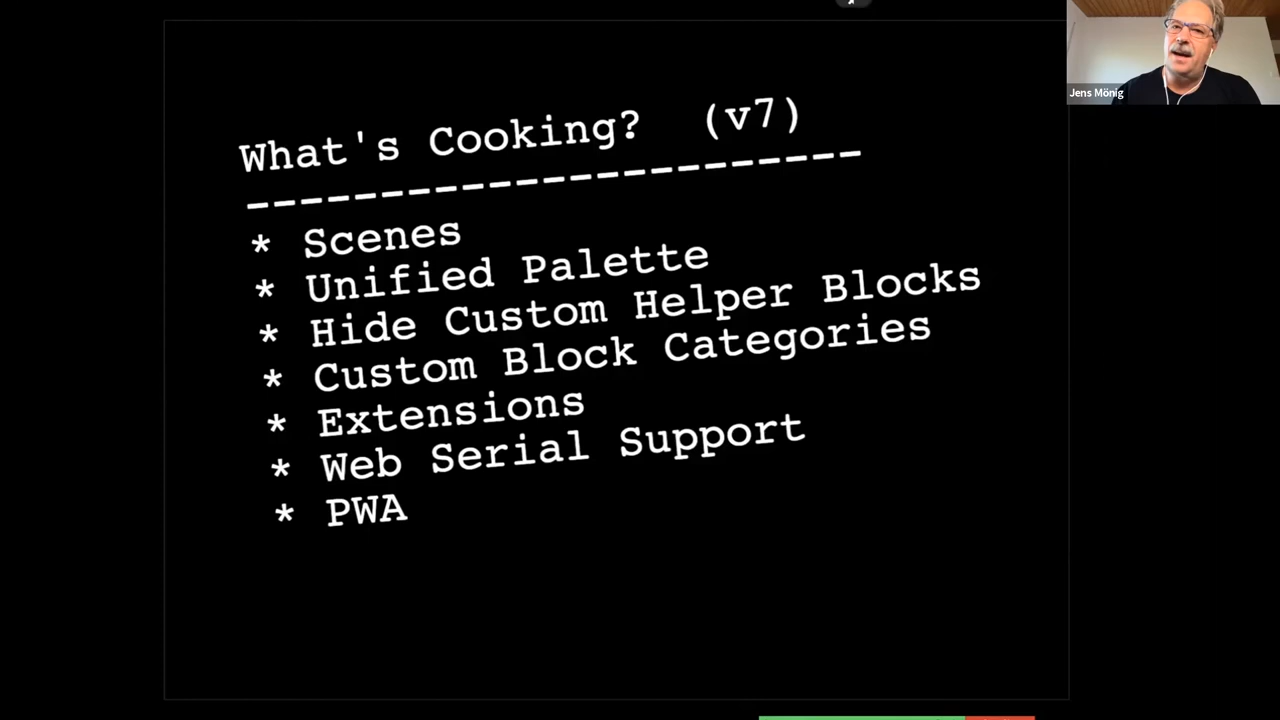 What's Cooking? (v7)
-----------------------
* Scenes
* Unified Palette
* Hide Custom Helper Blocks
* Custom Block Categories
* Extensions
* Web Serial Support
* PWA
Jens Mönig